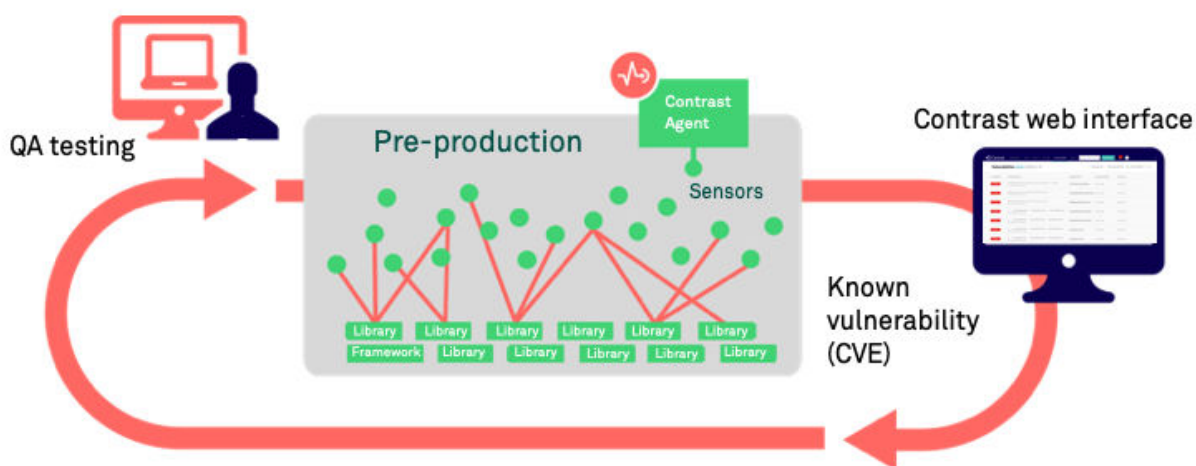 QA testing
Pre-production
Contrast
Agent
Sensors
Contrast web interface
Known
vulnerability
(CVE)
Library
Library
Library
Library
Library
Library
Framework
Library
Library
Library
Library
Library